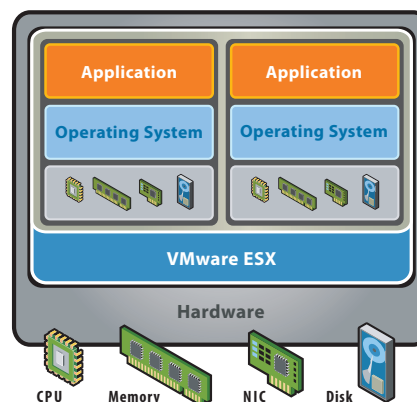 Application Application
Operating System Operating System
VMware ESX
Hardware
CPU Memory NIC Disk